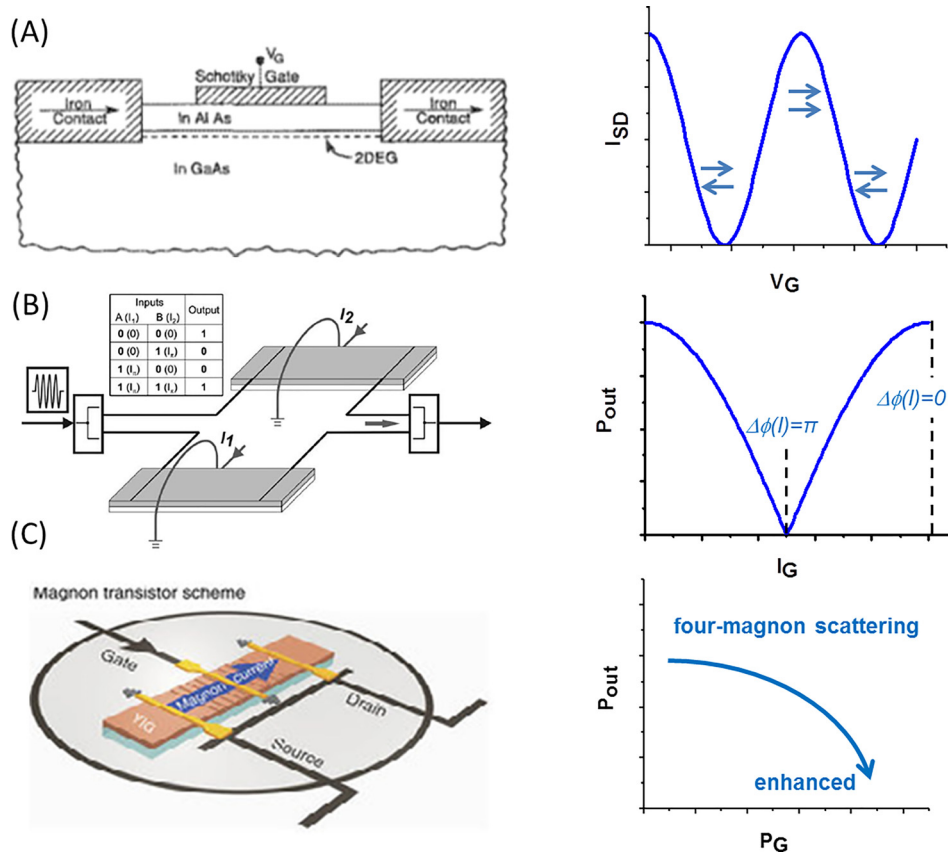 (A)
V_G
Schottky Gate
Iron
Contact
In Al As
Iron
Contact
2DEG
In GaAs
I_SD
V_G
(B)
Inputs
Output
A (I₁) B (I₂)
0 (0) 0 (0) 1
0 (0) 1 (Iπ) 0
1 (Iπ) 0 (0) 0
1 (Iπ) 1 (Iπ) 1
I₂
I₁
P_out
Δϕ(I)=π
Δϕ(I)=0
I_G
(C)
Magnon transistor scheme
Gate
Magnon current
YIG
Drain
Source
P_out
four-magnon scattering
enhanced
P_G